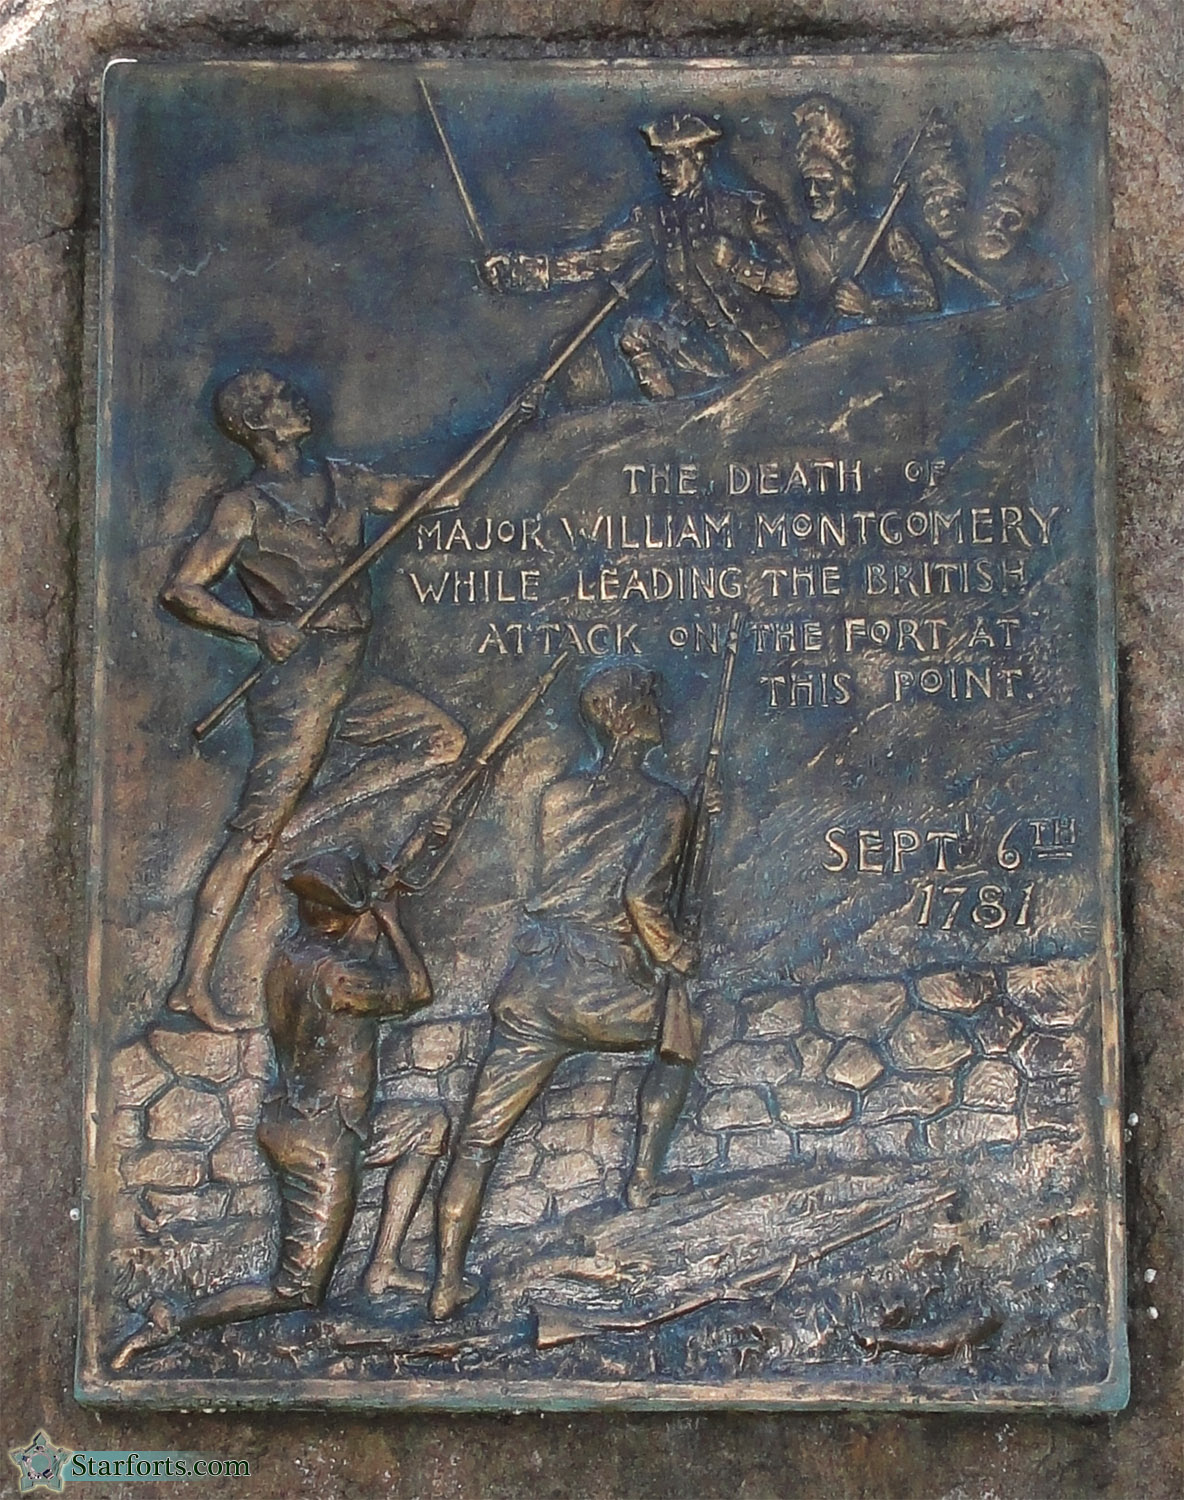 THE DEATH OF
MAJOR WILLIAM MONTGOMERY
WHILE LEADING THE BRITISH
ATTACK ON THE FORT AT
THIS POINT.
SEPT' 6TH
1781
Starforts.com